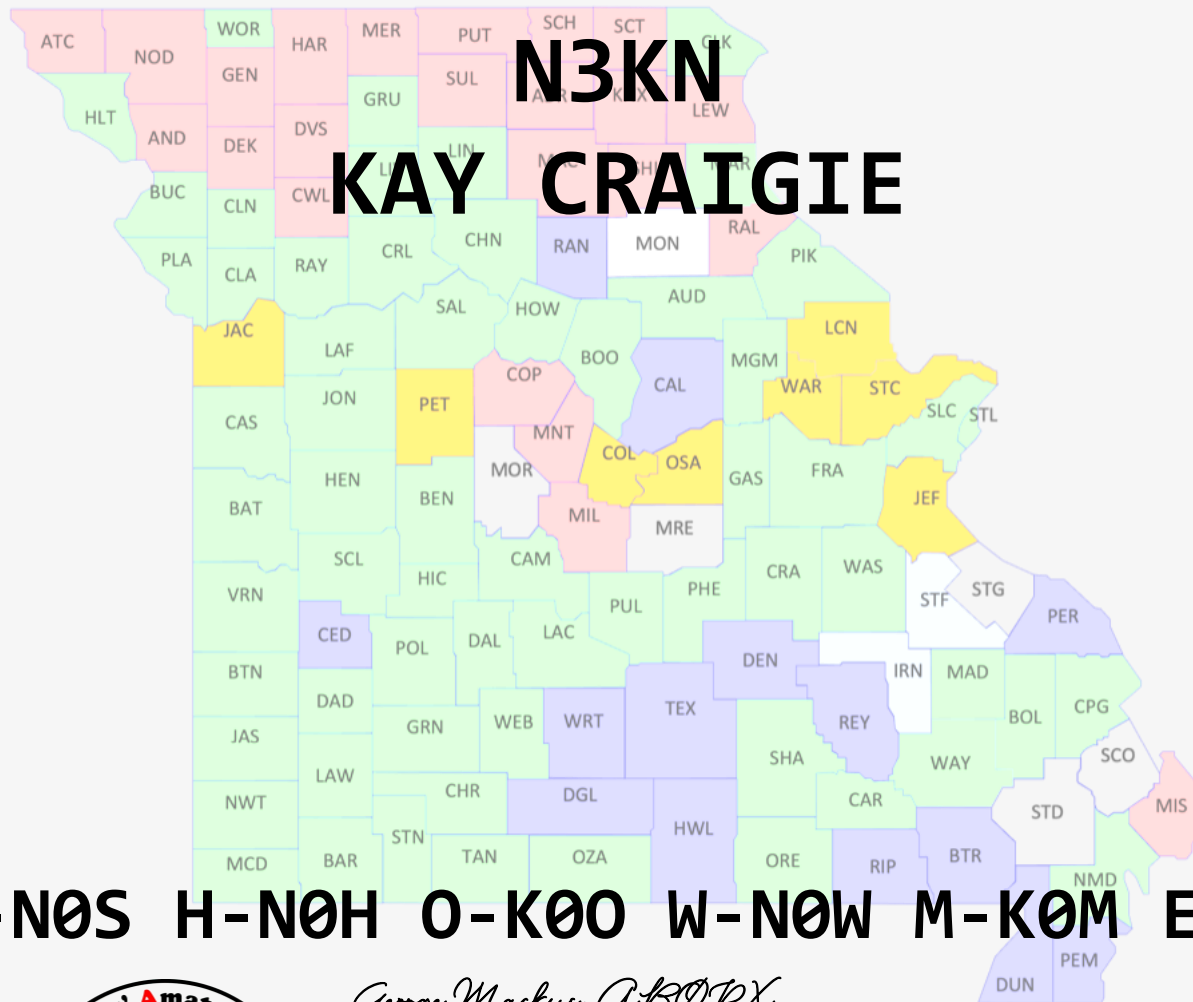 ATC NOD WOR HAR MER PUT SCH SCT CLK
N3KN
GEN SUL GRU LEW
HLT AND DEK DVS LIN
KAY CRAIGIE
BUC CLN CWL
RAL
PLA CLA RAY CRL CHN RAN MON PIK
JAC SAL HOW AUD LCN
LAF BOO MGM
JON COP CAL WAR STC
CAS PET MNT SLC STL
HEN MOR COL OSA GAS FRA
BAT BEN MIL MRE JEF
SCL CAM CRA WAS
VRN HIC PUL PHE STF STG
CED POL DAL LAC DEN PER
BTN DAD IRN MAD
JAS GRN WEB WRT TEX REY BOL CPG
LAW SHA WAY SCO
NWT CHR DGL CAR STD MIS
STN HWL
MCD BAR TAN OZA ORE RIP BTR
NMD
-N0S H-N0H O-K0O W-N0W M-K0M E
PEM
DUN